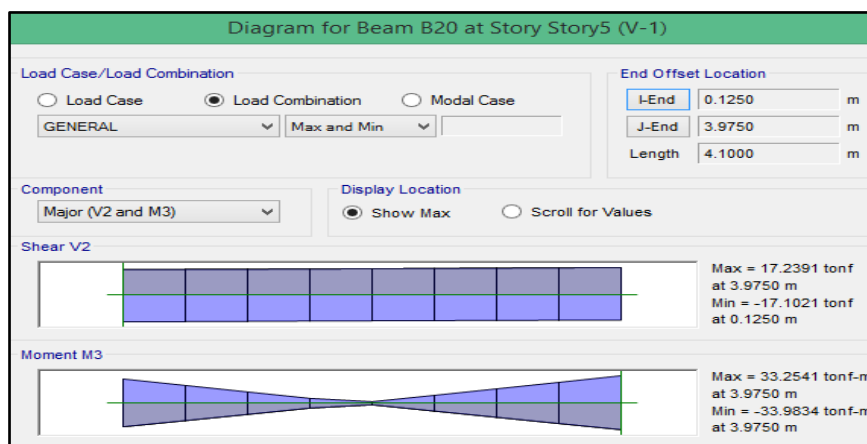 Diagram for Beam B20 at Story Story5 (V-1)
Load Case/Load Combination
Load Case Load Combination Modal Case
GENERAL Max and Min
End Offset Location
I-End 0.1250 m
J-End 3.9750 m
Length 4.1000 m
Component
Major (V2 and M3)
Display Location
Show Max Scroll for Values
Shear V2
Max = 17.2391 tonf
at 3.9750 m
Min = -17.1021 tonf
at 0.1250 m
Moment M3
Max = 33.2541 tonf-m
at 3.9750 m
Min = -33.9834 tonf-m
at 3.9750 m